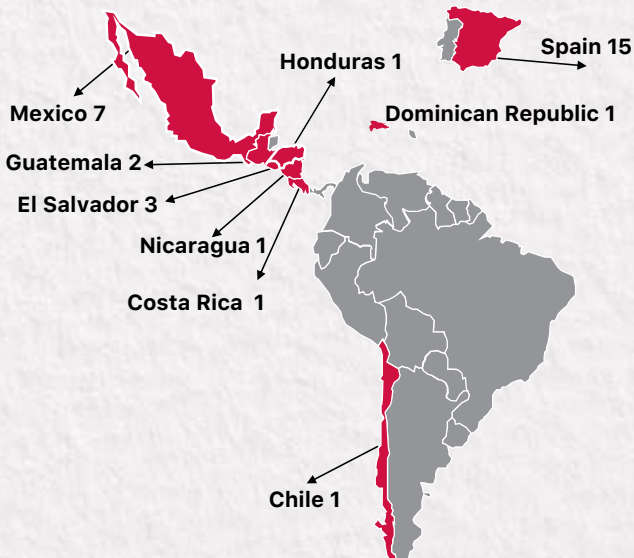 Spain 15
Honduras 1
Mexico 7
Dominican Republic 1
Guatemala 2
El Salvador 3
Nicaragua 1
Costa Rica 1
Chile 1